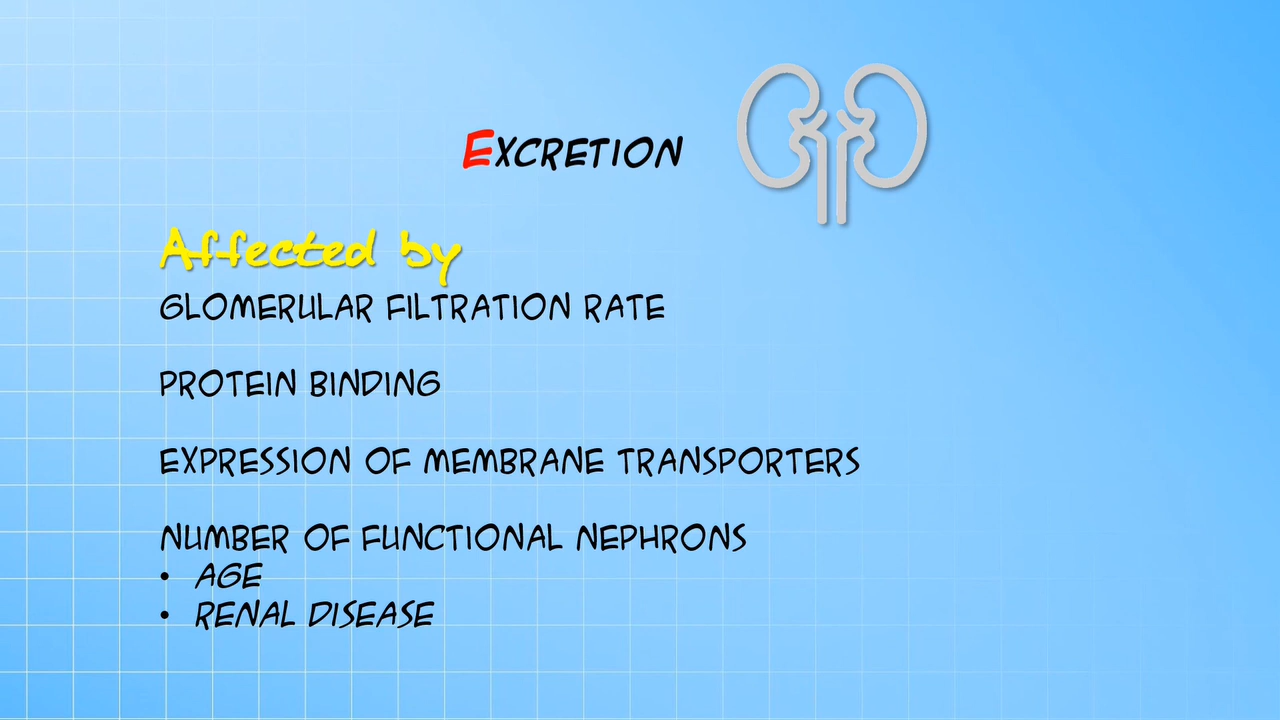 EXCRETION
Affected by
GLOMERULAR FILTRATION RATE
PROTEIN BINDING
EXPRESSION OF MEMBRANE TRANSPORTERS
NUMBER OF FUNCTIONAL NEPHRONS
• AGE
• RENAL DISEASE